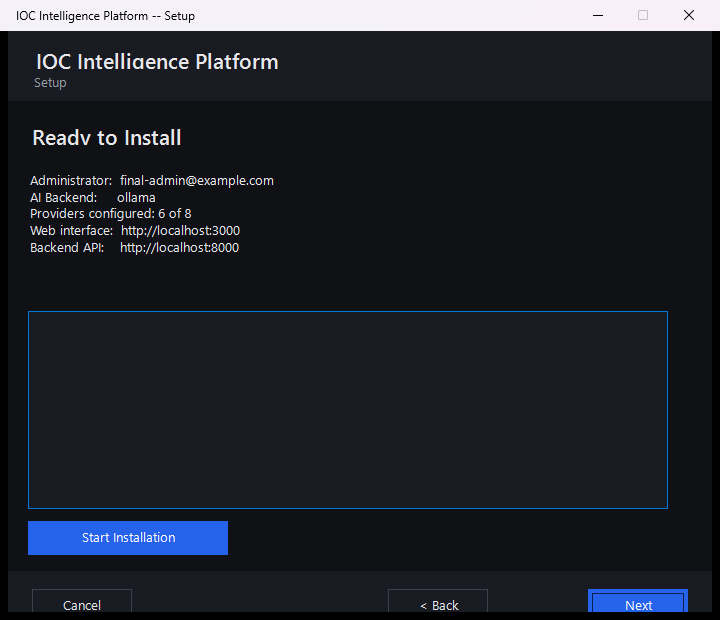 IOC Intelligence Platform -- Setup
IOC Intelligence Platform
Setup
Ready to Install
Administrator: final-admin@example.com
AI Backend: ollama
Providers configured: 6 of 8
Web interface: http://localhost:3000
Backend API: http://localhost:8000
Start Installation
Cancel
< Back
Next